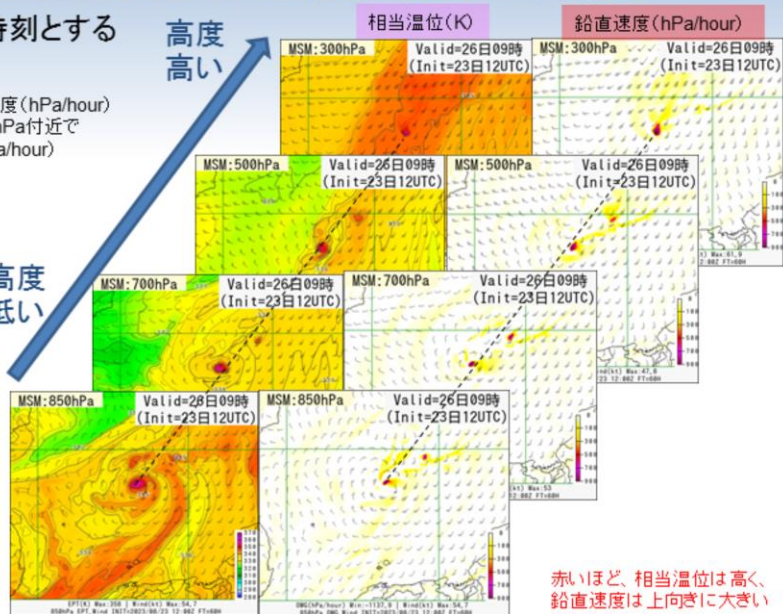 時刻とする
高度
高い
度(hPa/hour)
hPa付近で
Pa/hour)
高度
低い
相当温位(K)
鉛直速度(hPa/hour)
MSM:300hPa
Valid=26日09時
(Init=23日12UTC)
MSM:300hPa
Valid=26日09時
(Init=23日12UTC)
MSM:500hPa
Valid=26日09時
(Init=23日12UTC)
MSM:500hPa
Valid=26日09時
(Init=23日12UTC)
MSM:700hPa
Valid=26日09時
(Init=23日12UTC)
MSM:700hPa
Valid=26日09時
(Init=23日12UTC)
MSM:850hPa
Valid=26日09時
(Init=23日12UTC)
MSM:850hPa
Valid=26日09時
(Init=23日12UTC)
赤いほど、相当温位は高く、
鉛直速度は上向きに大きい